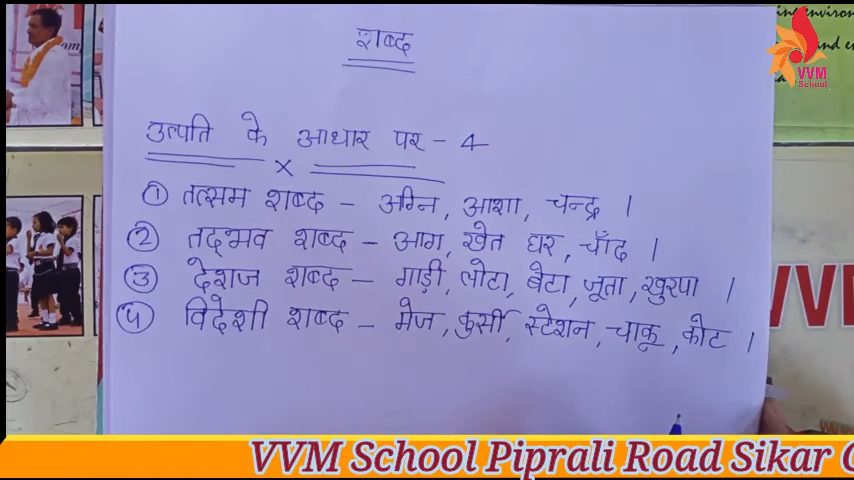 शब्द
उत्पति के आधार पर - 4
x
① तत्सम शब्द - अग्नि, आशा, चन्द्र ।
② तद्भव शब्द - आग, खेत घर, चाँद ।
③ देशज शब्द - गाड़ी, लोटा, बेटा, जूता, खुरपा ।
④ विदेशी शब्द - मेज, कुर्सी, स्टेशन, चाकू, कोट ।
VVM
School
VVM School Piprali Road Sikar